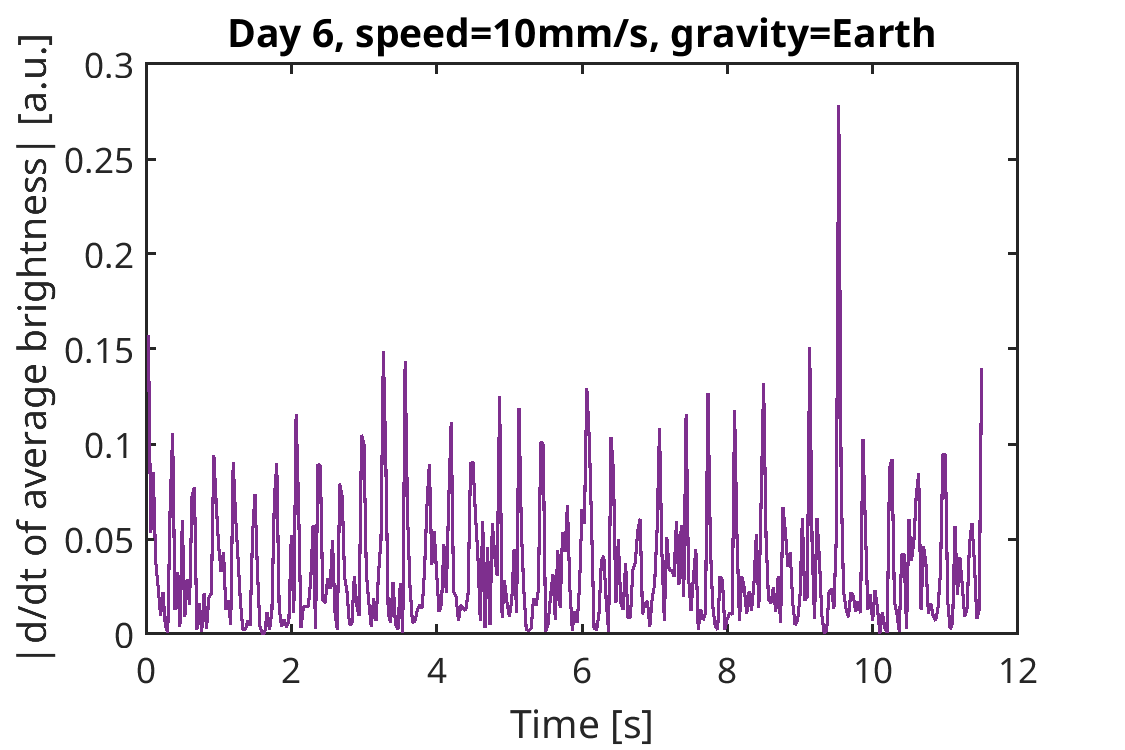 Day 6, speed=10mm/s, gravity=Earth
|d/dt of average brightness| [a.u.]
0.3
0.25
0.2
0.15
0.1
0.05
0
0 2 4 6 8 10 12
Time [s]